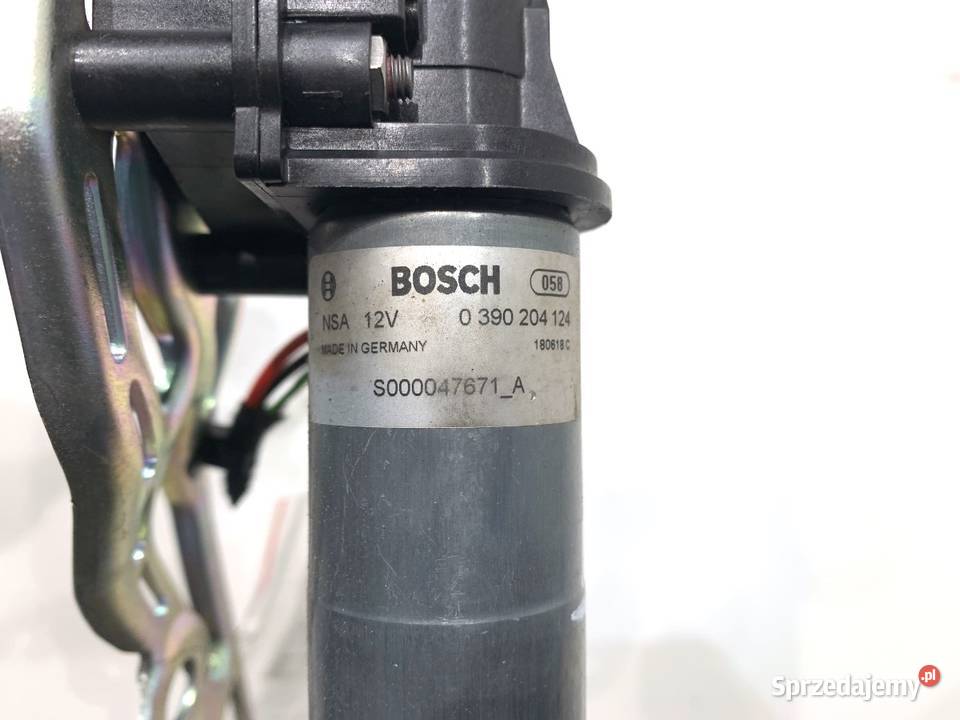 BOSCH 058
NSA 12V 0 390 204 124
MADE IN GERMANY 180618 C
S000047671_A
Sprzedajemy.pl